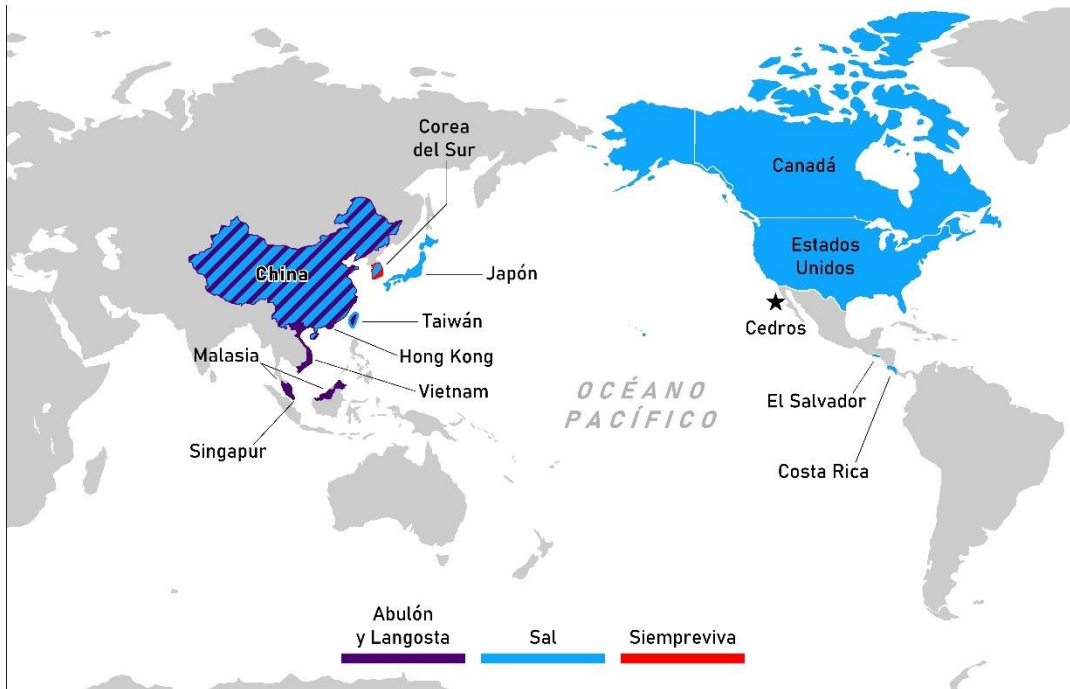 Corea
del Sur
Canadá
Estados
Unidos
China
Japón
Cedros
Taiwán
Malasia
Hong Kong
Vietnam
El Salvador
OCÉANO
PACÍFICO
Singapur
Costa Rica
Abulón
y Langosta
Sal
Siempreviva